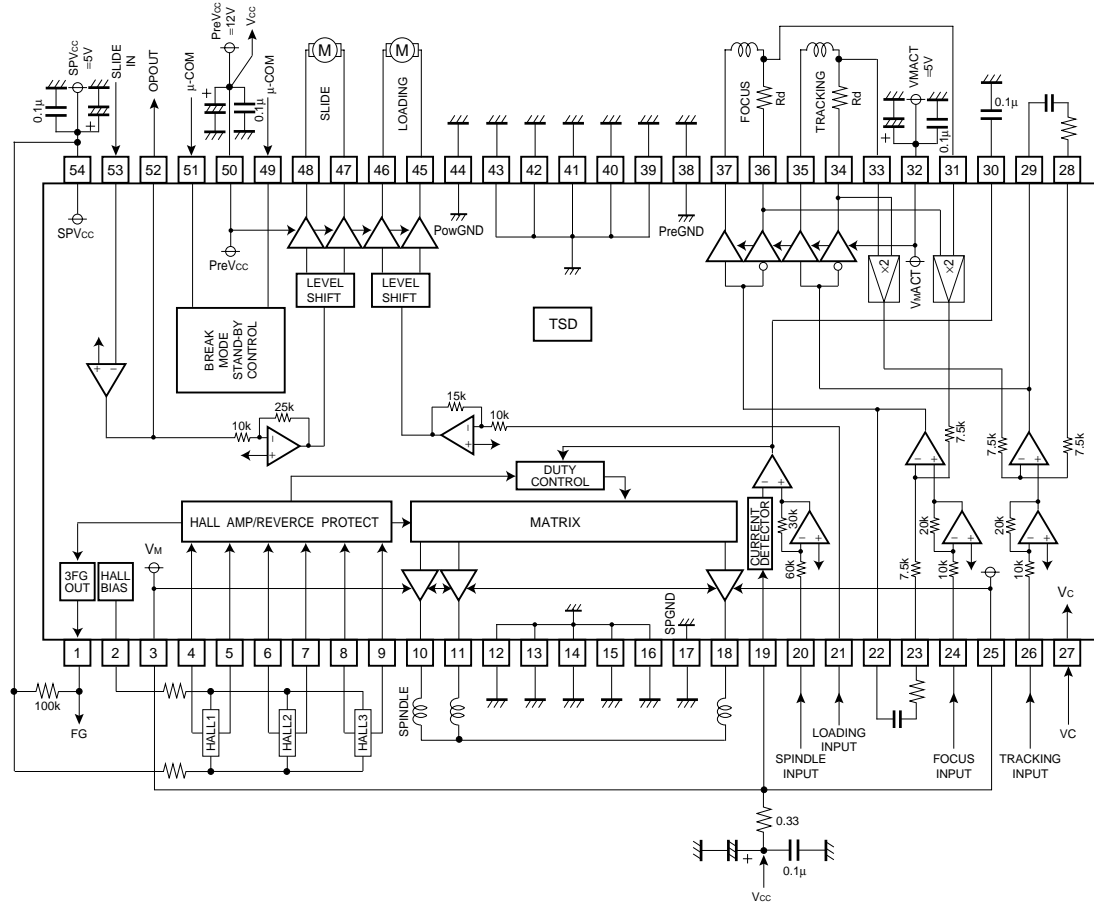 SPVcc
=5V
SLIDE
IN
OPOUT
μ-COM
PreVcc
=12V
Vcc
μ-COM
0.1μ
+
+
0.1μ
SLIDE
M
LOADING
M
FOCUS
Rd
TRACKING
Rd
VMACT
=5V
+
0.1μ
0.1μ
54
53
52
51
50
49
48
47
46
45
44
43
42
41
40
39
38
37
36
35
34
33
32
31
30
29
28
SPVcc
PreVcc
PowGND
PreGND
VMACT
×2
×2
LEVEL
SHIFT
LEVEL
SHIFT
BREAK
MODE
STAND-BY
CONTROL
TSD
+ −
10k
25k
−
+
15k
10k
−
+
7.5k
7.5k
7.5k
− +
− +
DUTY
CONTROL
HALL AMP/REVERCE PROTECT
MATRIX
CURRENT
DETECTOR
− +
30k
− +
60k
20k
− +
10k
7.5k
20k
− +
10k
VM
3FG
OUT
HALL
BIAS
SPGND
Vc
1
2
3
4
5
6
7
8
9
10
11
12
13
14
15
16
17
18
19
20
21
22
23
24
25
26
27
100k
FG
HALL1
HALL2
HALL3
SPINDLE
SPINDLE
INPUT
LOADING
INPUT
FOCUS
INPUT
TRACKING
INPUT
VC
0.33
+
0.1μ
Vcc